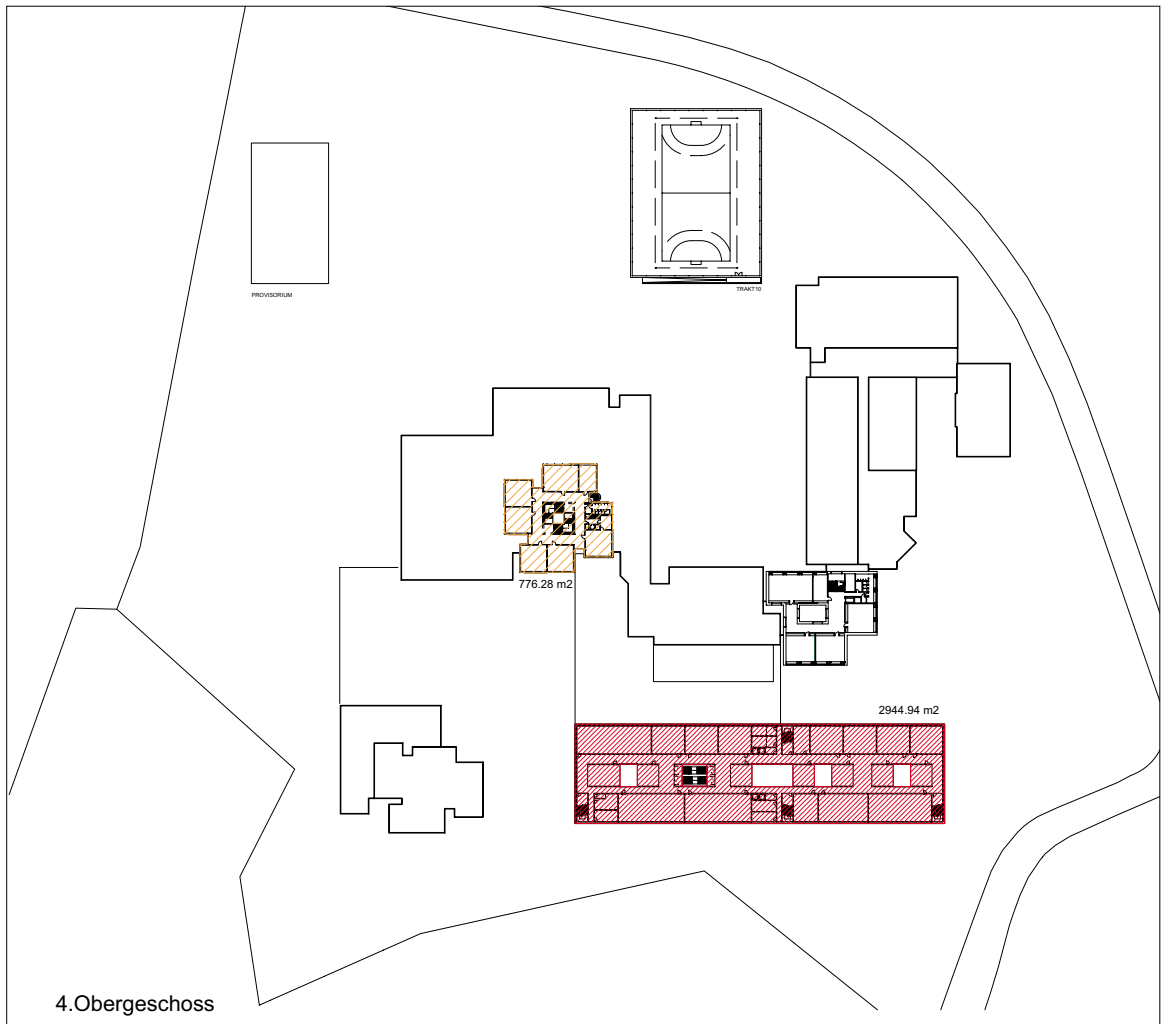 PROVISORIUM
TRAKT10
776.28 m2
2944.94 m2
4.Obergeschoss